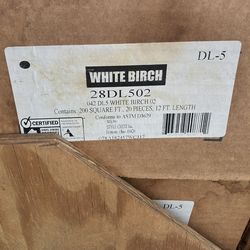 DL-5
WHITE BIRCH
28DL502
.042 DL5 WHITE BIRCH 02
Contains: 200 SQUARE FT., 20 PIECES, 12 FT. LENGTH
Conforms to ASTM D3679
CERTIFIED
DL-5